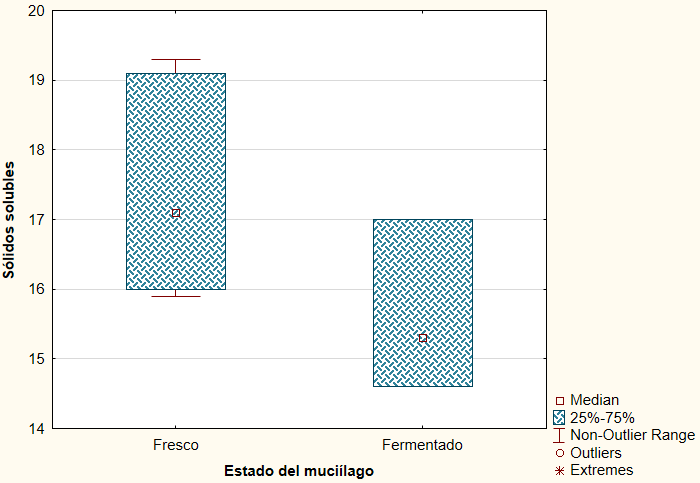 20
19
18
17
16
15
14
Sólidos solubles
Fresco
Fermentado
Estado del muciílago
Median
25%-75%
Non-Outlier Range
Outliers
Extremes